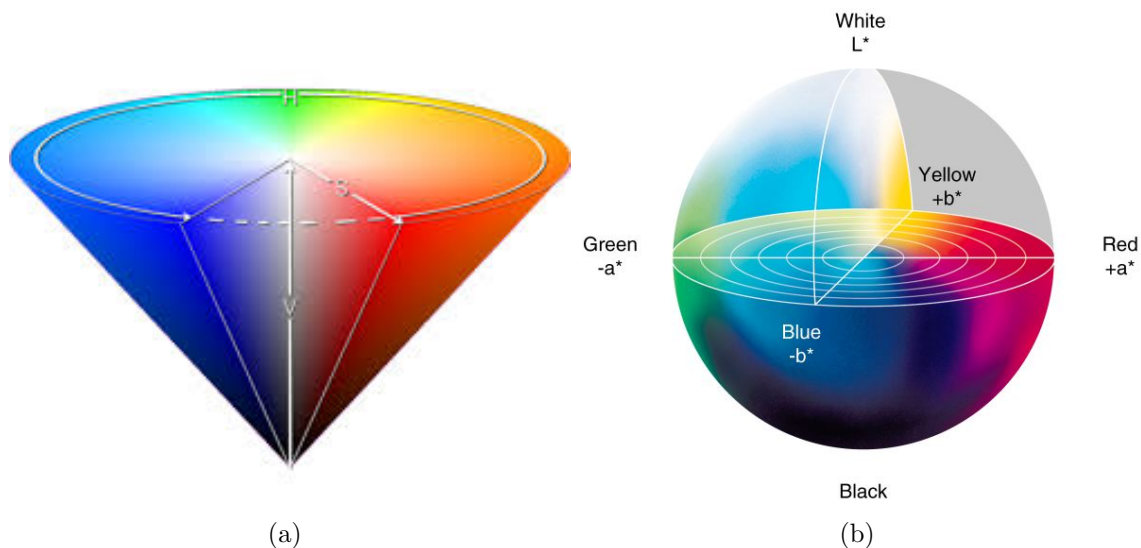 H
S
V
(a)
White
L*
Yellow
+b*
Green
-a*
Red
+a*
Blue
-b*
Black
(b)